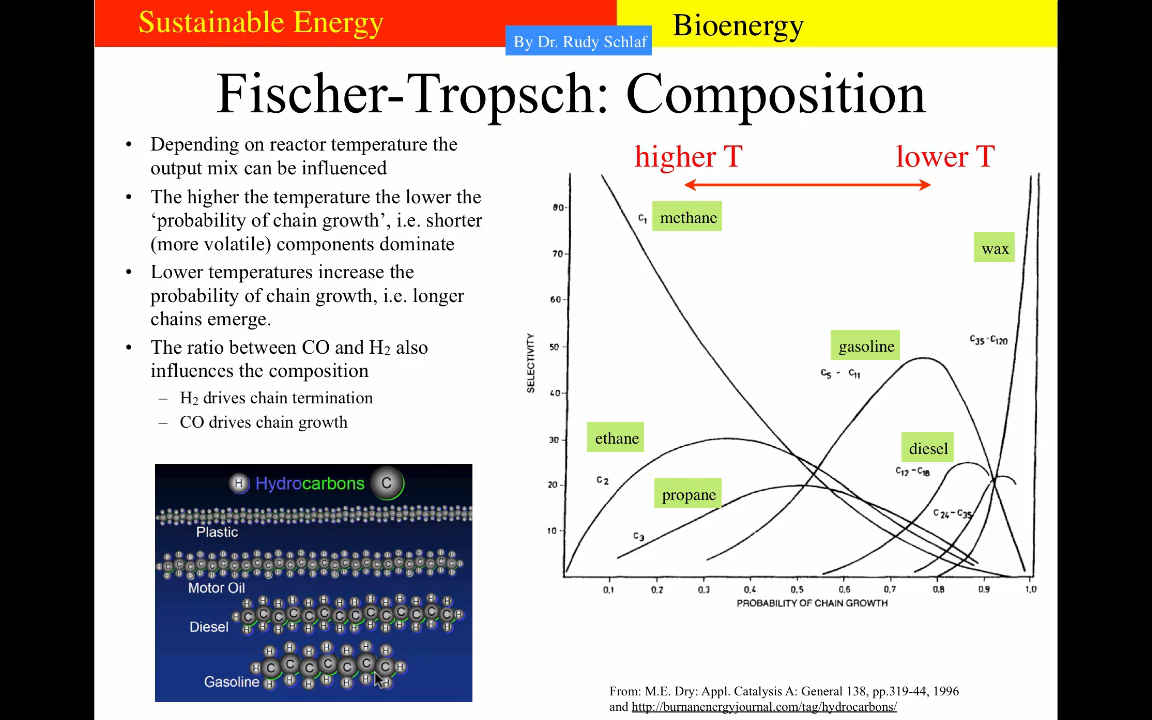 Sustainable Energy
Bioenergy
By Dr. Rudy Schlaf
Fischer-Tropsch: Composition
• Depending on reactor temperature the
output mix can be influenced
• The higher the temperature the lower the
‘probability of chain growth’, i.e. shorter
(more volatile) components dominate
• Lower temperatures increase the
probability of chain growth, i.e. longer
chains emerge.
• The ratio between CO and H2 also
influences the composition
– H2 drives chain termination
– CO drives chain growth
H Hydrocarbons C
Plastic
Motor Oil
Diesel
Gasoline
higher T
lower T
80
70
60
50
40
30
20
10
SELECTIVITY
C1 methane
wax
C35-C120
gasoline
C5 - C11
ethane
C2
diesel
C12-C18
propane
C3
C24-C35
0,1 0,2 0,3 0,4 0,5 0,6 0,7 0,8 0,9 1,0
PROBABILITY OF CHAIN GROWTH
From: M.E. Dry: Appl. Catalysis A: General 138, pp.319-44, 1996
and http://burnanenergyjournal.com/tag/hydrocarbons/